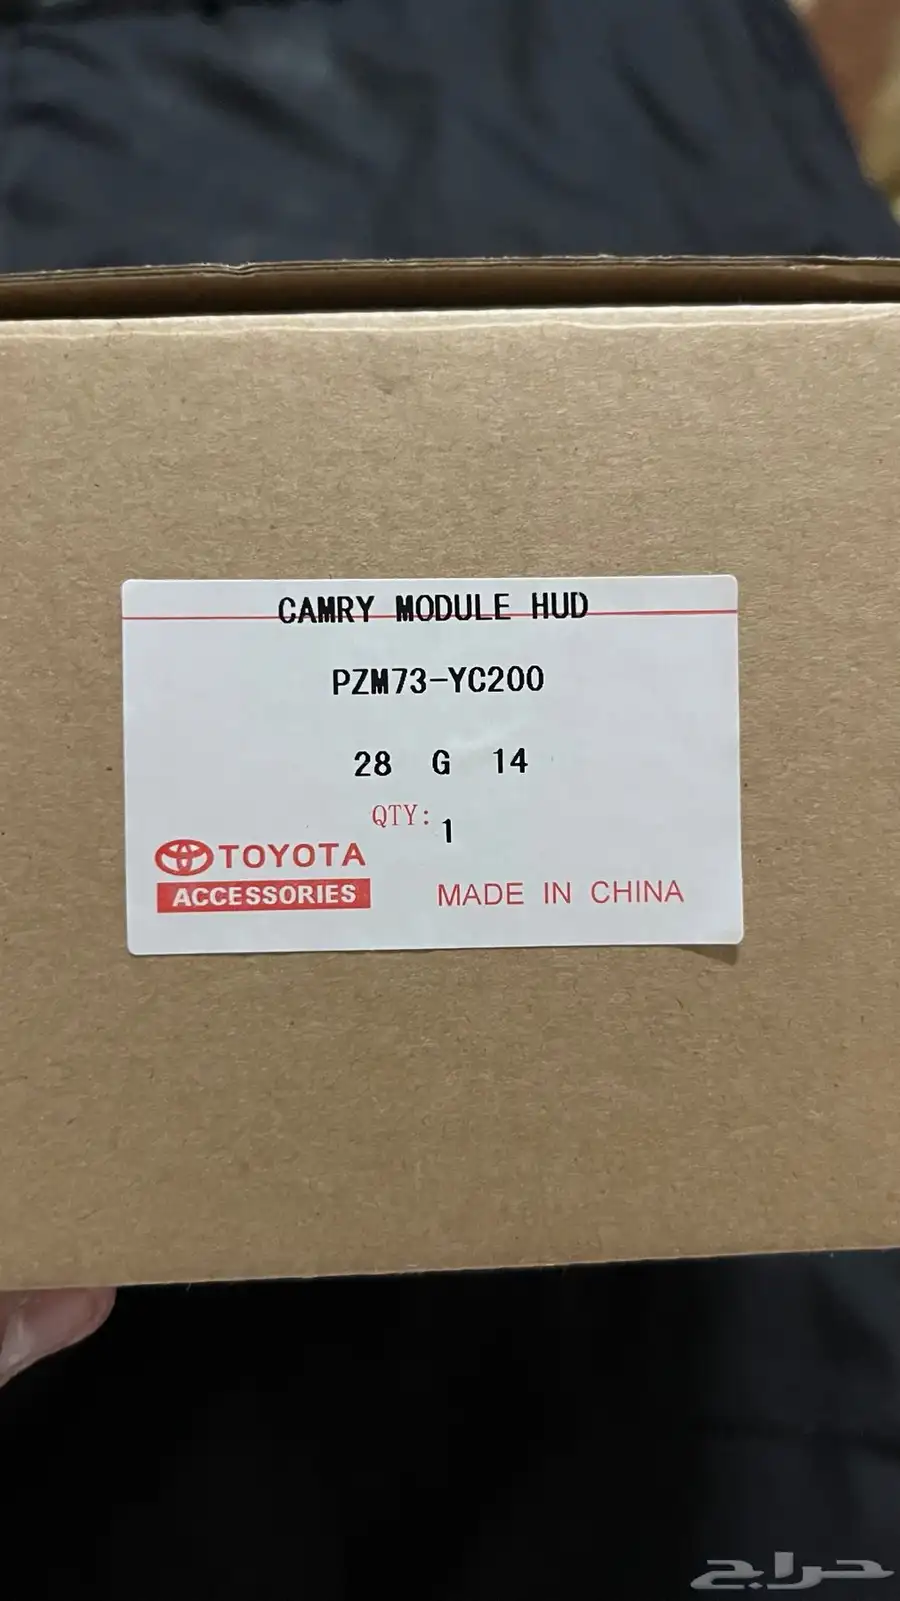 CAMRY MODULE HUD
PZM73-YC200
28 G 14
QTY: 1
TOYOTA
ACCESSORIES
MADE IN CHINA
حراج